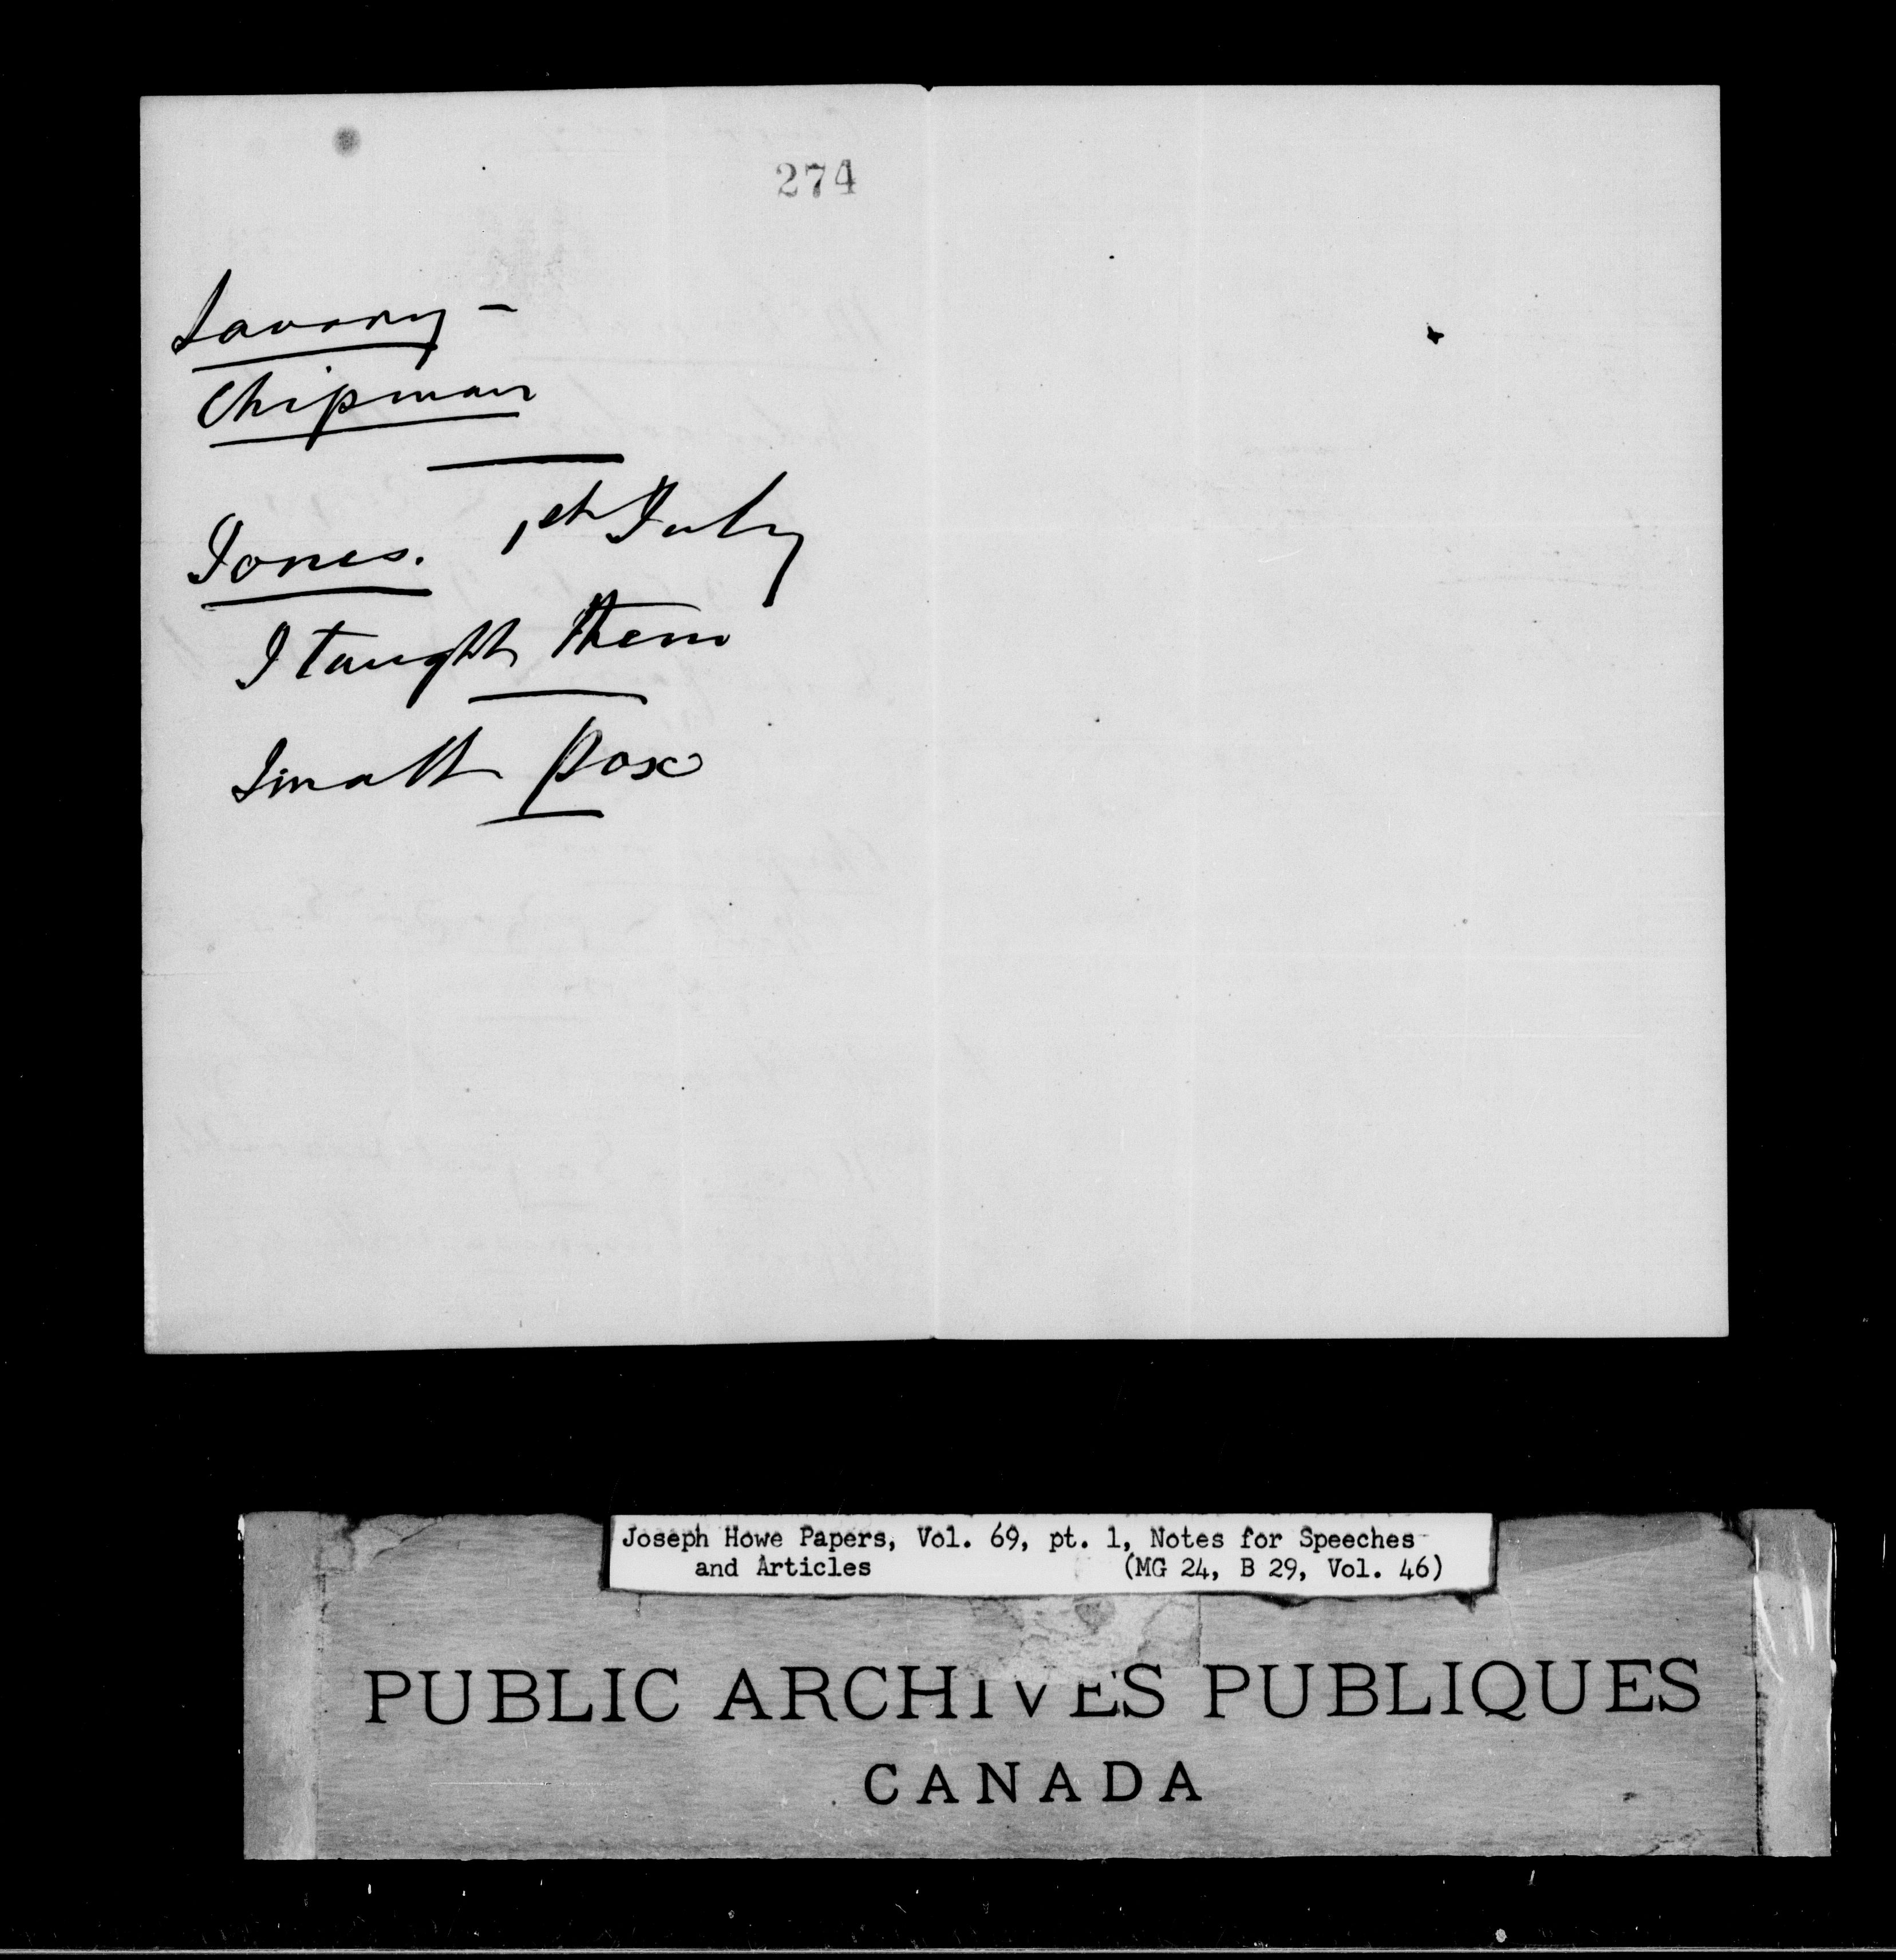 274
Savary -
Chipman
Jones. 1st July
I taught them
Small Pox
Joseph Howe Papers, Vol. 69, pt. 1, Notes for Speeches
and Articles (MG 24, B 29, Vol. 46)
PUBLIC ARCHIVES PUBLIQUES
CANADA